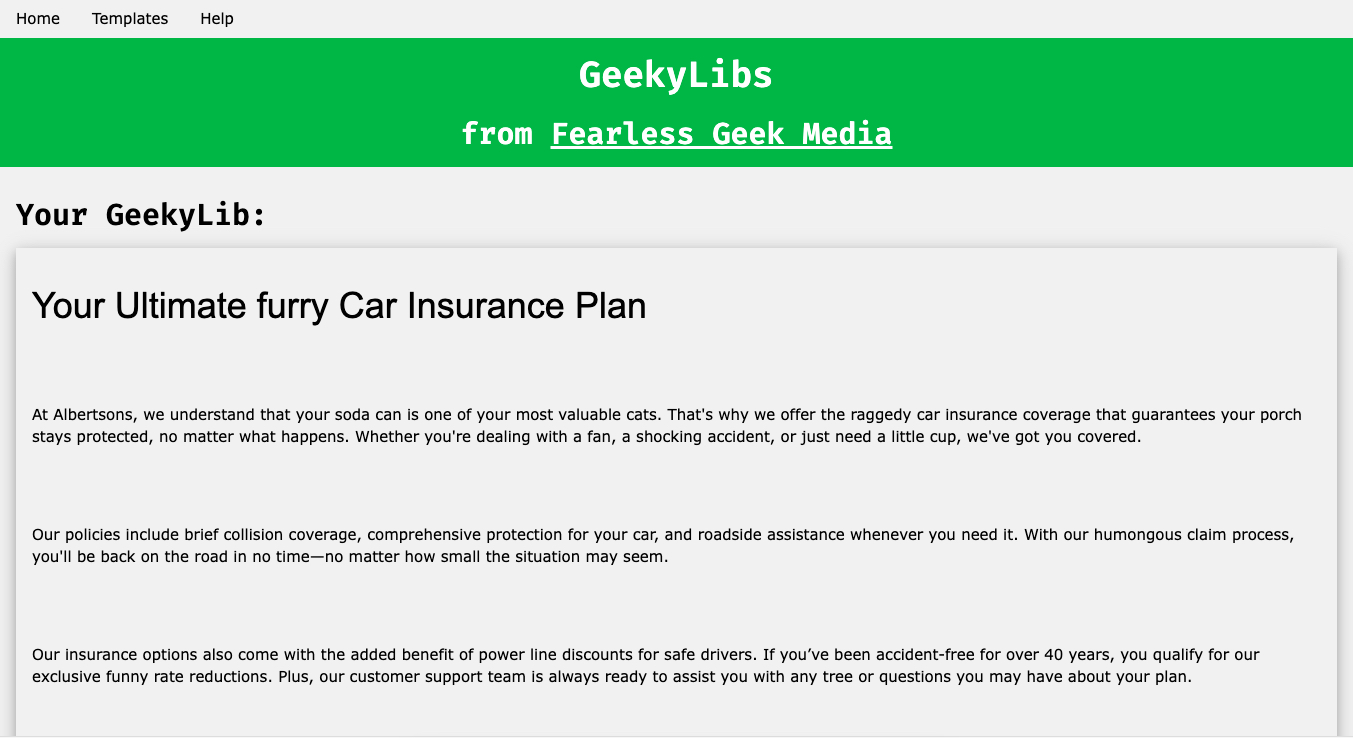 Home Templates Help
GeekyLibs
from Fearless Geek Media
Your GeekyLib:
Your Ultimate furry Car Insurance Plan
At Albertsons, we understand that your soda can is one of your most valuable cats. That's why we offer the raggedy car insurance coverage that guarantees your porch
stays protected, no matter what happens. Whether you're dealing with a fan, a shocking accident, or just need a little cup, we've got you covered.
Our policies include brief collision coverage, comprehensive protection for your car, and roadside assistance whenever you need it. With our humongous claim process,
you'll be back on the road in no time—no matter how small the situation may seem.
Our insurance options also come with the added benefit of power line discounts for safe drivers. If you’ve been accident-free for over 40 years, you qualify for our
exclusive funny rate reductions. Plus, our customer support team is always ready to assist you with any tree or questions you may have about your plan.